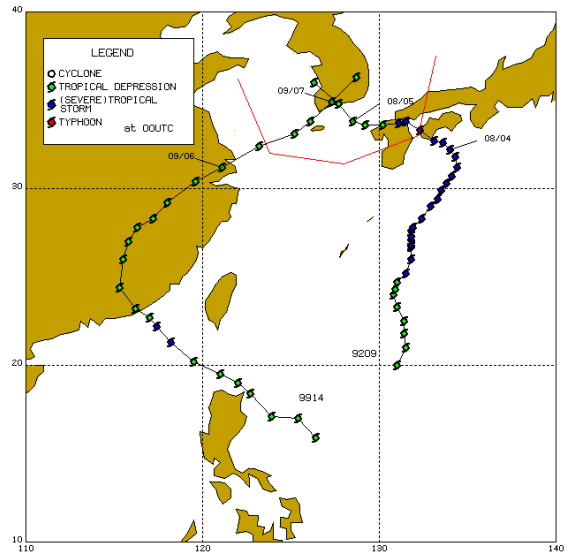 40
LEGEND
CYCLONE
TROPICAL DEPRESSION
(SEVERE)TROPICAL
STORM
TYPHOON at 00UTC
09/07
08/05
08/04
09/06
30
9209
20
9914
10
110 120 130 140